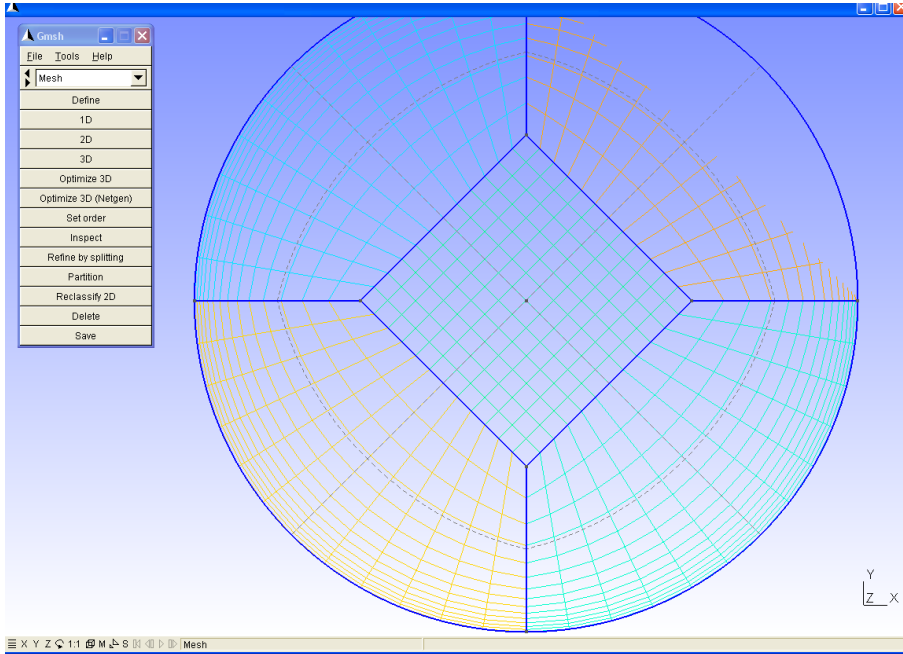 Gmsh
File Tools Help
Mesh
Define
1D
2D
3D
Optimize 3D
Optimize 3D (Netgen)
Set order
Inspect
Refine by splitting
Partition
Reclassify 2D
Delete
Save
Y
Z X
X Y Z 1:1 M S Mesh